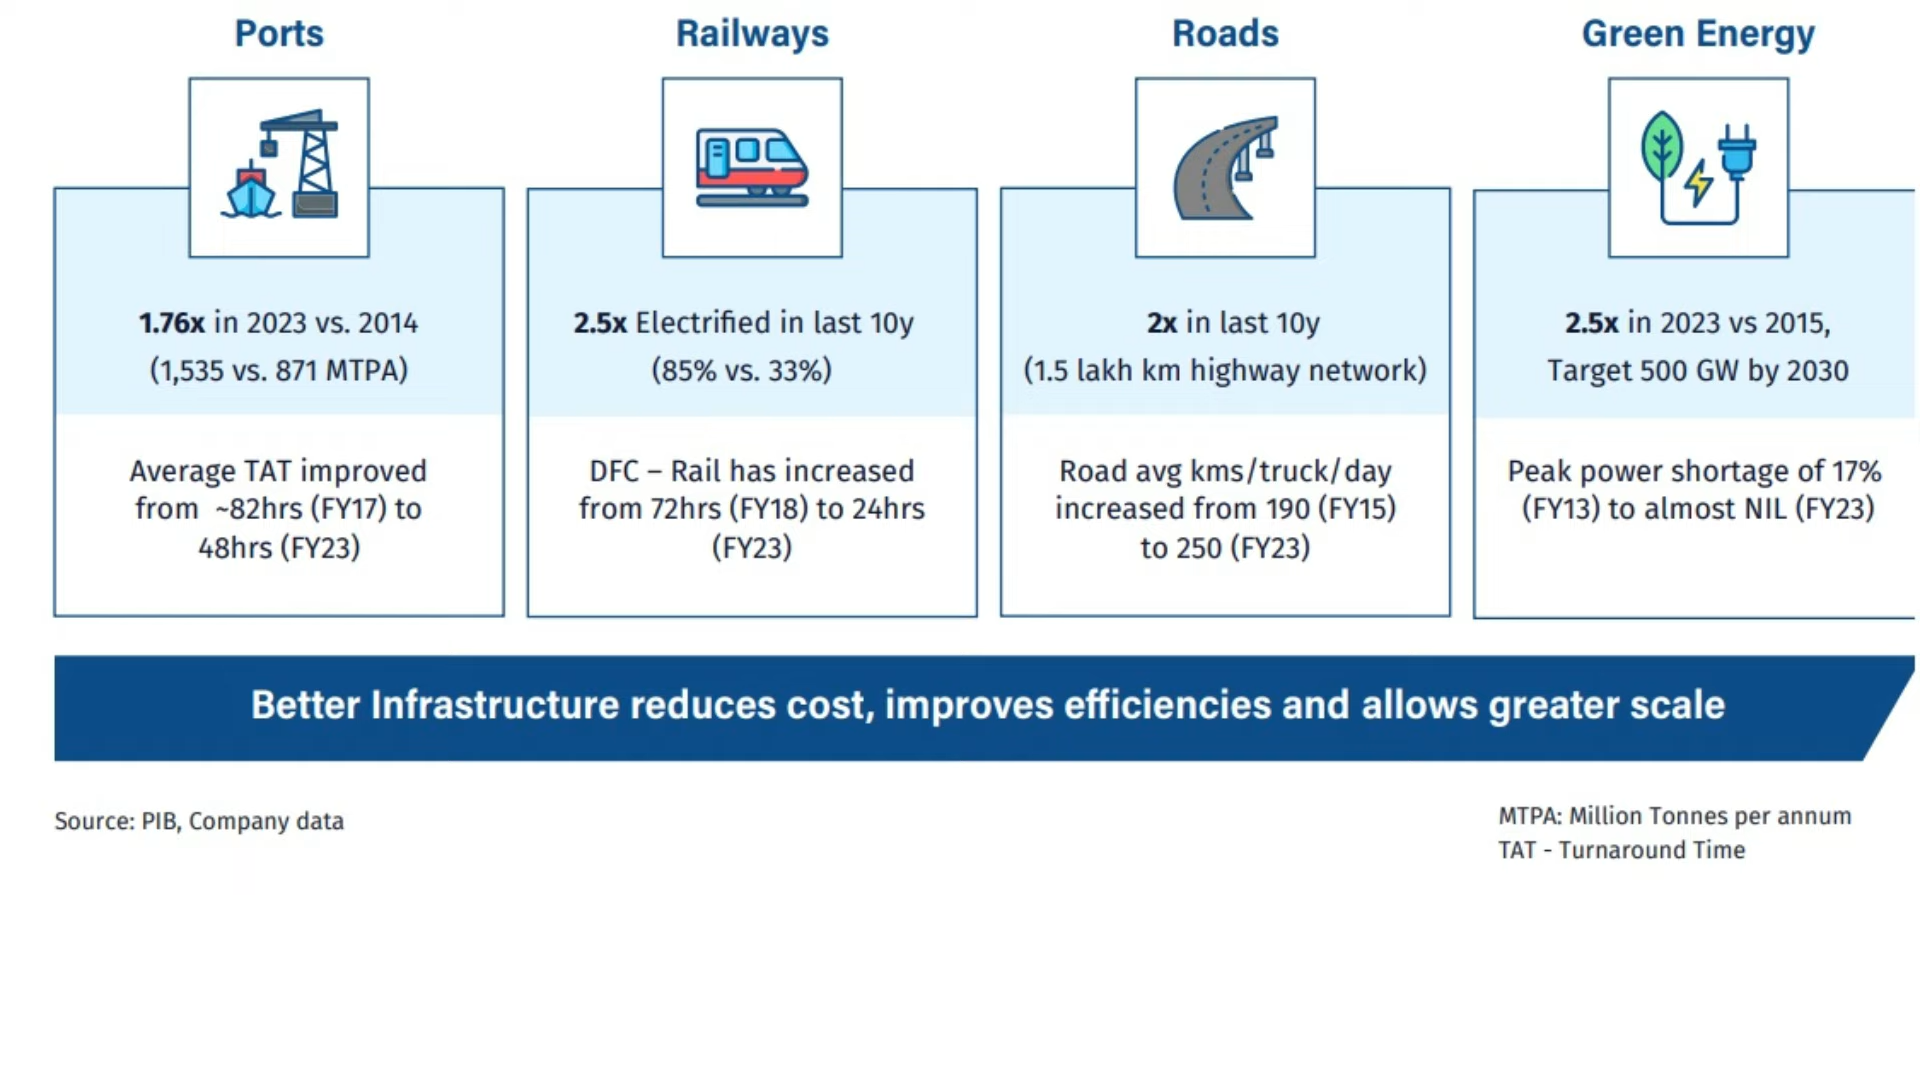 Ports
1.76x in 2023 vs. 2014
(1,535 vs. 871 MTPA)
Average TAT improved
from ~82hrs (FY17) to
48hrs (FY23)
Railways
2.5x Electrified in last 10y
(85% vs. 33%)
DFC – Rail has increased
from 72hrs (FY18) to 24hrs
(FY23)
Roads
2x in last 10y
(1.5 lakh km highway network)
Road avg kms/truck/day
increased from 190 (FY15)
to 250 (FY23)
Green Energy
2.5x in 2023 vs 2015,
Target 500 GW by 2030
Peak power shortage of 17%
(FY13) to almost NIL (FY23)
Better Infrastructure reduces cost, improves efficiencies and allows greater scale
Source: PIB, Company data
MTPA: Million Tonnes per annum
TAT - Turnaround Time